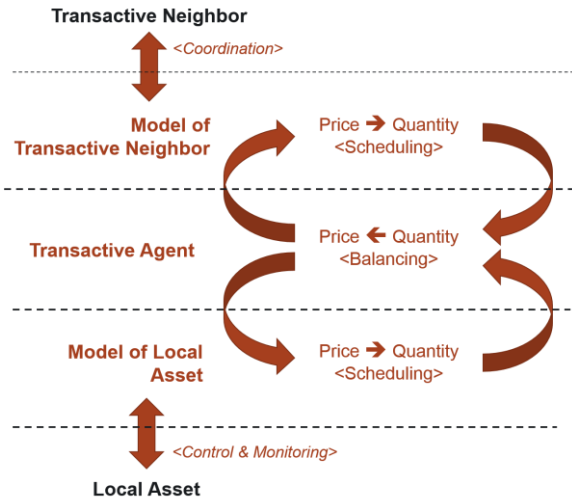 Transactive Neighbor
<Coordination>
Model of
Transactive Neighbor
Price ➔ Quantity
<Scheduling>
Transactive Agent
Price 🡸 Quantity
<Balancing>
Model of Local
Asset
Price ➔ Quantity
<Scheduling>
<Control & Monitoring>
Local Asset